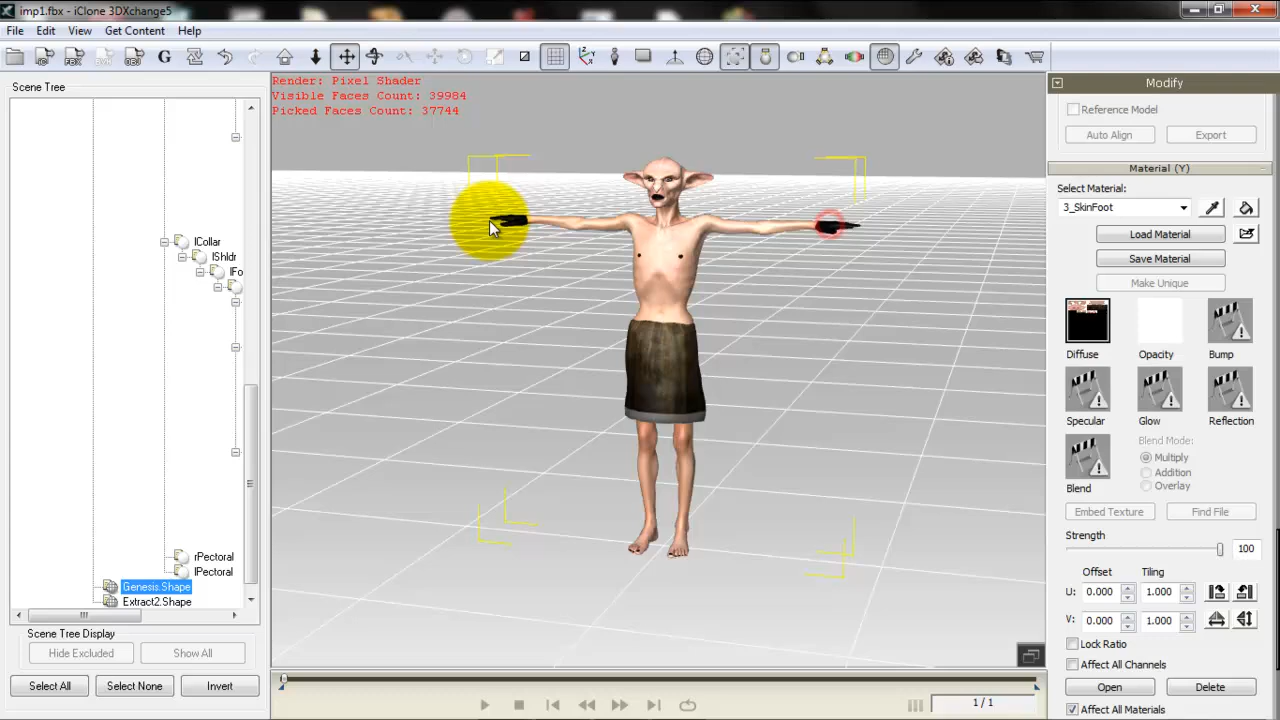 imp1.fbx - iClone 3DXchange5
File Edit View Get Content Help
Scene Tree
lCollar
lShldr
lFo
rPectoral
lPectoral
Genesis.Shape
Extract2.Shape
Scene Tree Display
Hide Excluded Show All
Select All Select None Invert
Render: Pixel Shader
Visible Faces Count: 39984
Picked Faces Count: 37744
1 / 1
Modify
Reference Model
Auto Align Export
Material (Y)
Select Material:
3_SkinFoot
Load Material
Save Material
Make Unique
Diffuse Opacity Bump
Specular Glow Reflection
Blend Mode:
Multiply
Addition
Overlay
Blend
Embed Texture Find File
Strength
100
Offset Tiling
U: 0.000 1.000
V: 0.000 1.000
Lock Ratio
Affect All Channels
Open Delete
Affect All Materials